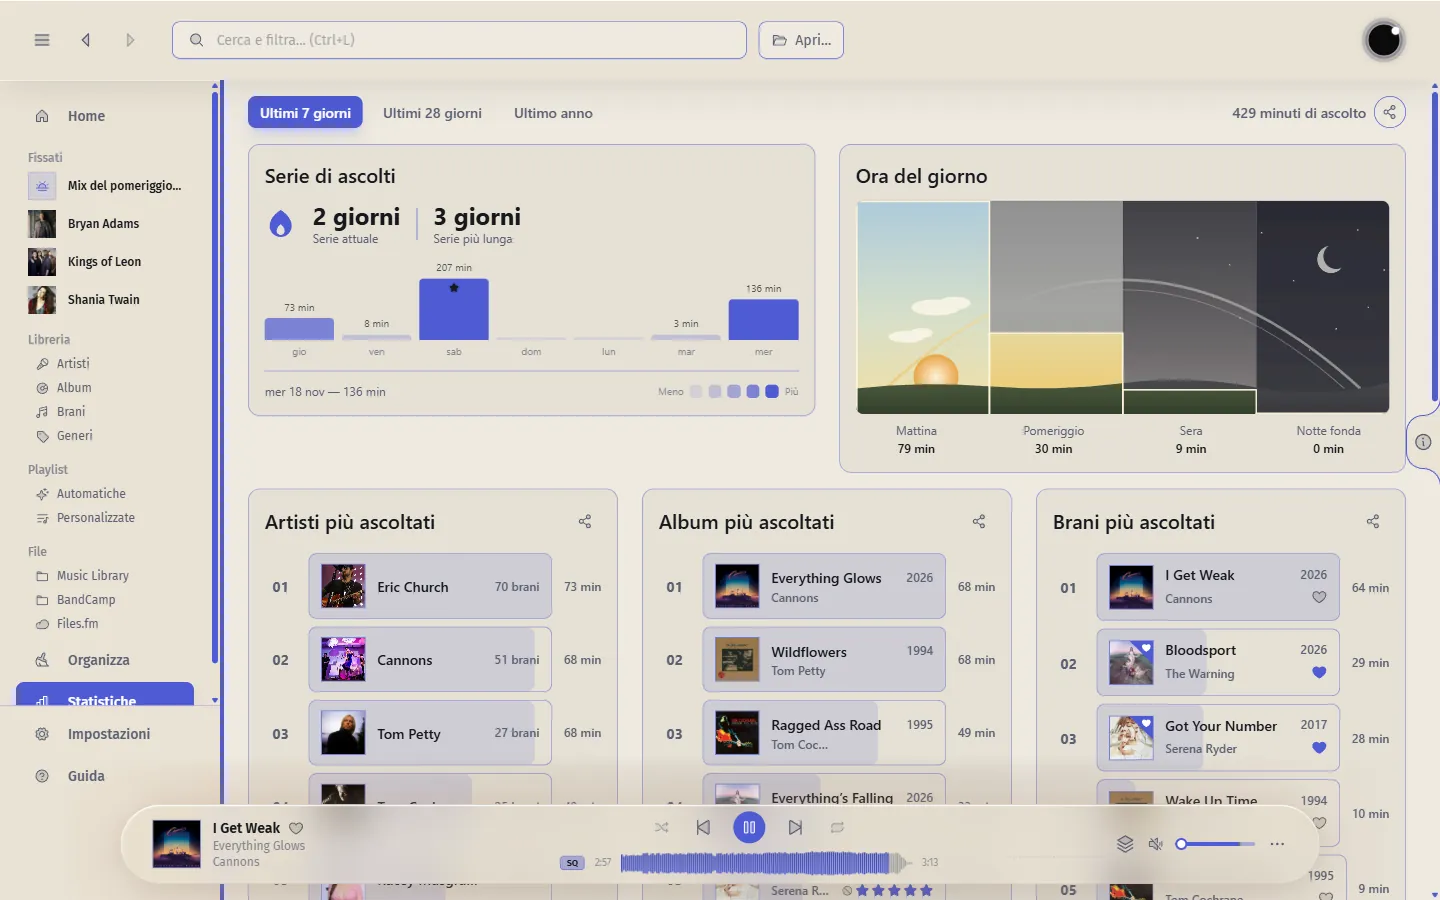 Cerca e filtra... (Ctrl+L)
Apri...
Home
Fissati
Mix del pomeriggio...
Bryan Adams
Kings of Leon
Shania Twain
Libreria
Artisti
Album
Brani
Generi
Playlist
Automatiche
Personalizzate
File
Music Library
BandCamp
Files.fm
Organizza
Statistiche
Impostazioni
Guida
Ultimi 7 giorni
Ultimi 28 giorni
Ultimo anno
429 minuti di ascolto
Serie di ascolti
2 giorni
Serie attuale
3 giorni
Serie più lunga
73 min
8 min
207 min
3 min
136 min
gio
ven
sab
dom
lun
mar
mer
mer 18 nov — 136 min
Meno
Più
Ora del giorno
Mattina
79 min
Pomeriggio
30 min
Sera
9 min
Notte fonda
0 min
Artisti più ascoltati
01
Eric Church
70 brani
73 min
02
Cannons
51 brani
68 min
03
Tom Petty
27 brani
68 min
Album più ascoltati
01
Everything Glows
2026
Cannons
68 min
02
Wildflowers
1994
Tom Petty
68 min
03
Ragged Ass Road
1995
Tom Coc...
49 min
Everything's Falling
2026
Serena R...
Brani più ascoltati
01
I Get Weak
2026
Cannons
64 min
02
Bloodsport
2026
The Warning
29 min
03
Got Your Number
2017
Serena Ryder
28 min
Wake Up Time
1994
10 min
05
1995
Tom Cochrane
9 min
I Get Weak
Everything Glows
Cannons
SQ
2:57
3:13